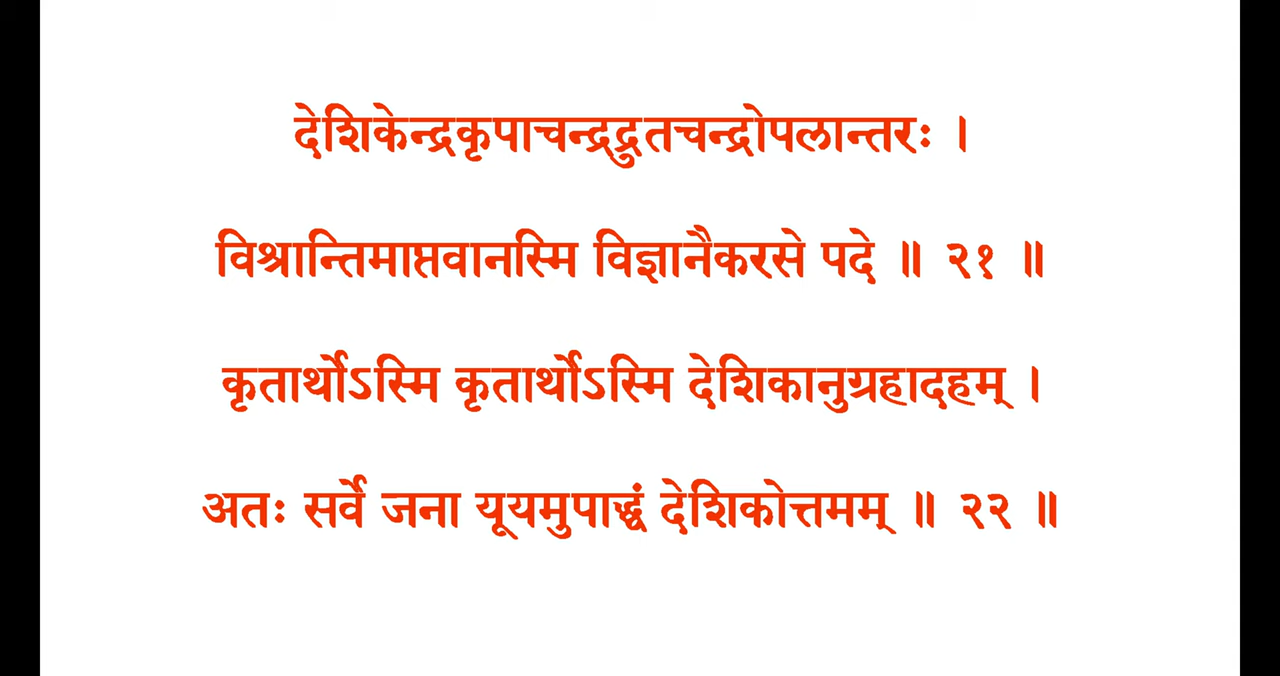 देशिकेन्द्रकृपाचन्द्रद्रुतचन्द्रोपलान्तरः ।
विश्रान्तिमाप्तवानस्मि विज्ञानैकरसे पदे ॥ २१ ॥
कृतार्थोऽस्मि कृतार्थोऽस्मि देशिकानुग्रहादहम् ।
अतः सर्वे जना यूयमुपाद्धं देशिकोत्तमम् ॥ २२ ॥